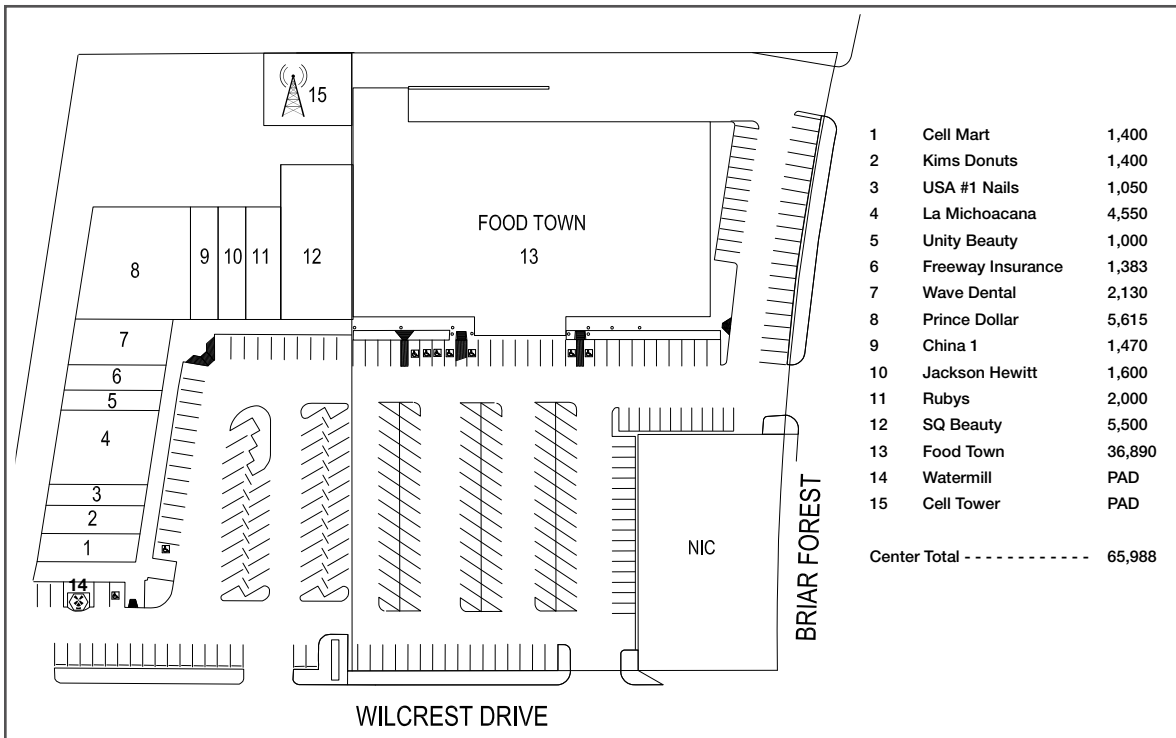 15
FOOD TOWN
13
8
9
10
11
12
7
6
5
4
3
2
1
14
NIC
BRIAR FOREST
WILCREST DRIVE
1 Cell Mart 1,400
2 Kims Donuts 1,400
3 USA #1 Nails 1,050
4 La Michoacana 4,550
5 Unity Beauty 1,000
6 Freeway Insurance 1,383
7 Wave Dental 2,130
8 Prince Dollar 5,615
9 China 1 1,470
10 Jackson Hewitt 1,600
11 Rubys 2,000
12 SQ Beauty 5,500
13 Food Town 36,890
14 Watermill PAD
15 Cell Tower PAD
Center Total - - - - - - - - - - - - 65,988